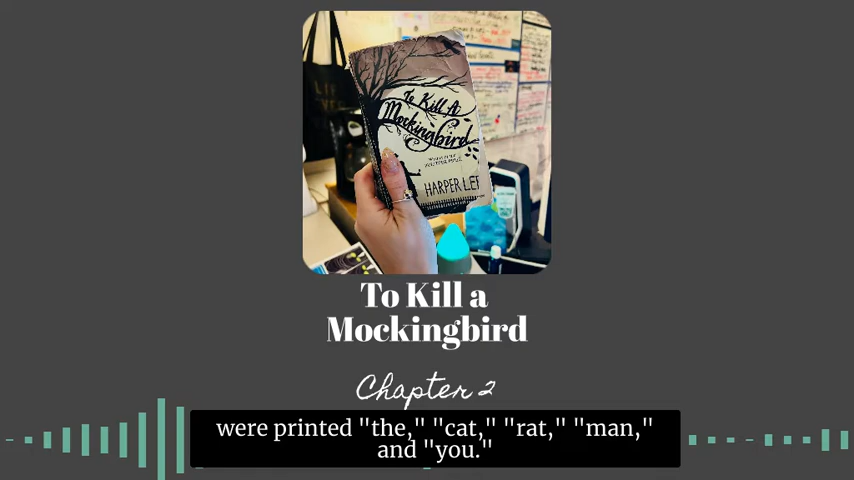 To Kill A
Mockingbird
HARPER LEE
To Kill a
Mockingbird
Chapter 2
were printed "the," "cat," "rat," "man,"
and "you."